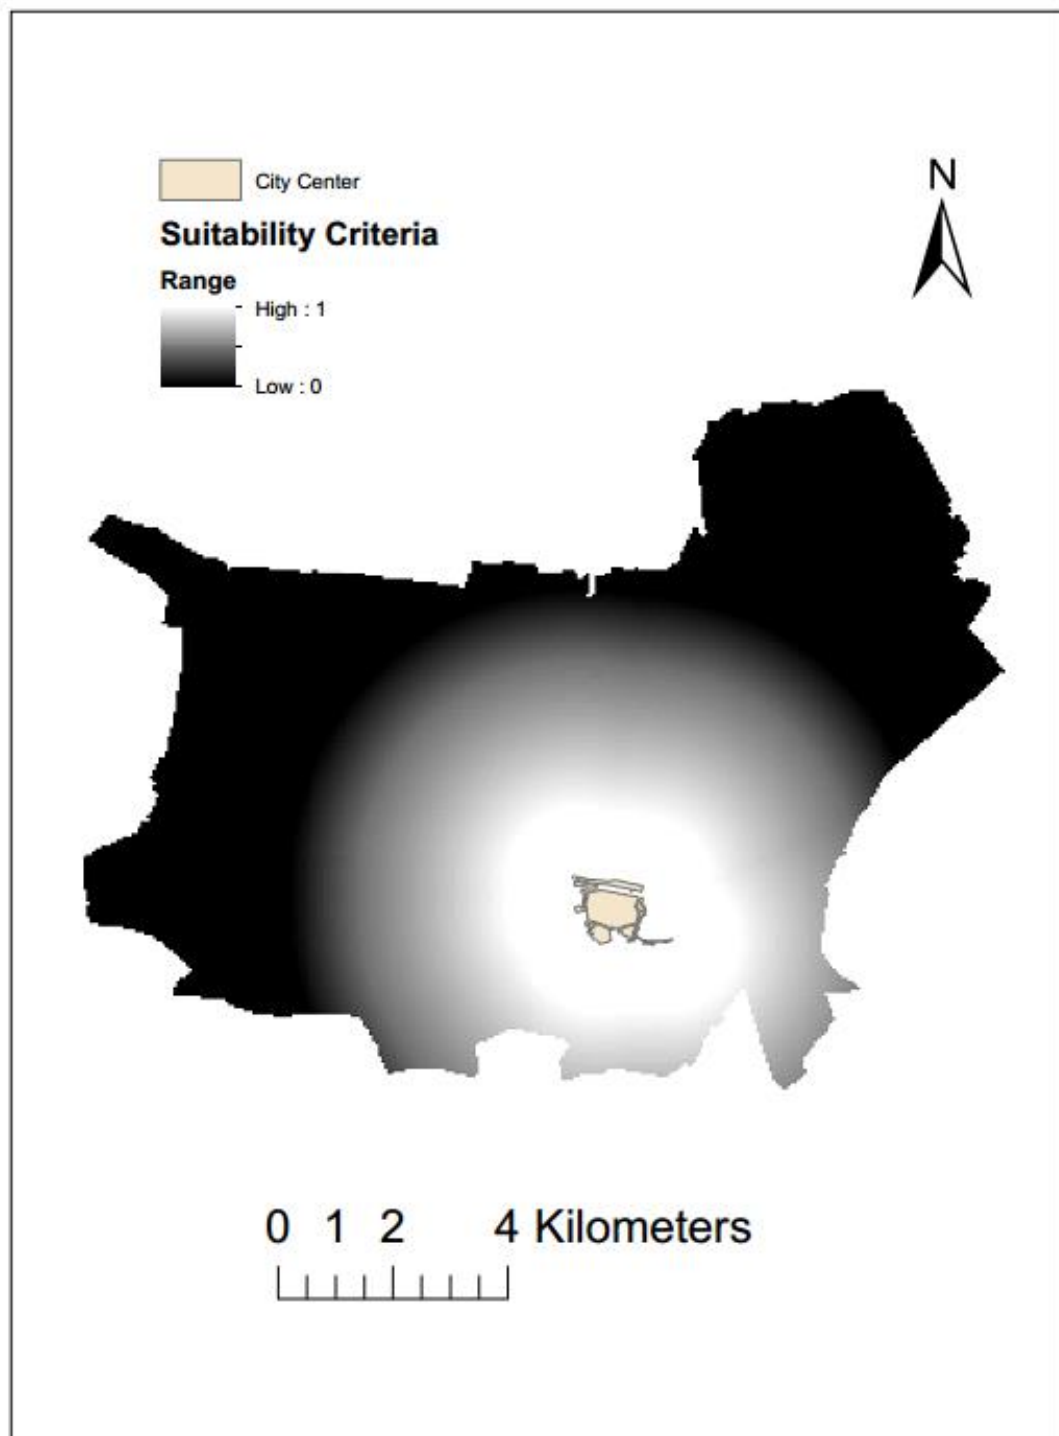 City Center
N
Suitability Criteria
Range
High : 1
Low : 0
0 1 2 4 Kilometers